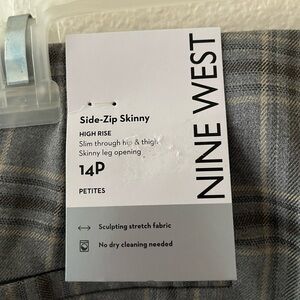 NINE WEST
Side-Zip Skinny
HIGH RISE
Slim through hip & thigh
Skinny leg opening
14P
PETITES
Sculpting stretch fabric
No dry cleaning needed